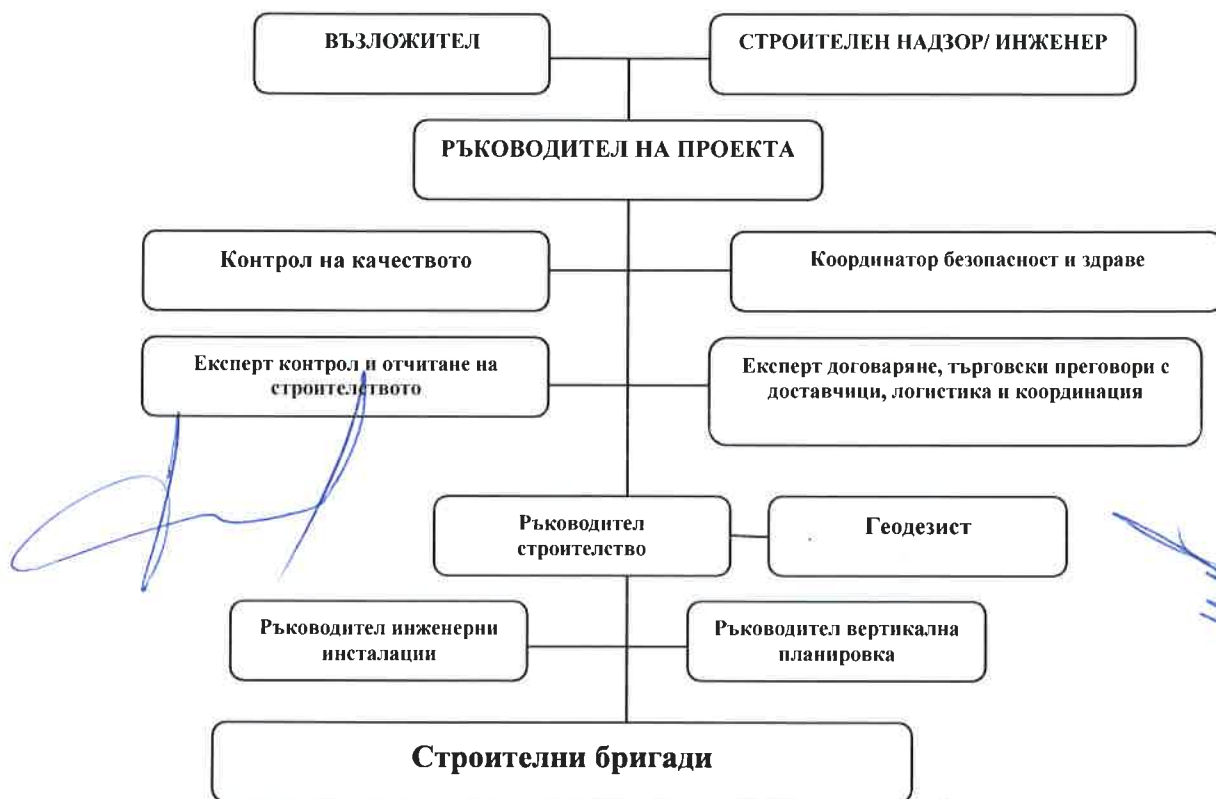 ВЪЗЛОЖИТЕЛ
СТРОИТЕЛЕН НАДЗОР/ ИНЖЕНЕР
РЪКОВОДИТЕЛ НА ПРОЕКТА
Контрол на качеството
Координатор безопасност и здраве
Експерт контрол и отчитане на
строителството
Експерт договаряне, търговски преговори с
доставчици, логистика и координация
Ръководител
строителство
Геодезист
Ръководител инженерни
инсталации
Ръководител вертикална
планировка
Строителни бригади